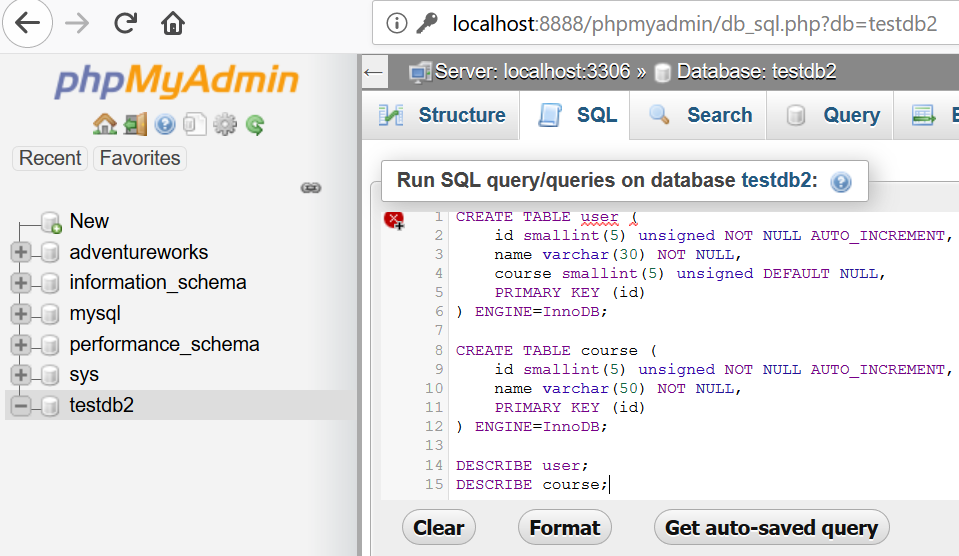 localhost:8888/phpmyadmin/db_sql.php?db=testdb2
phpMyAdmin
Recent Favorites
New
adventureworks
information_schema
mysql
performance_schema
sys
testdb2
Server: localhost:3306 » Database: testdb2
Structure SQL Search Query
Run SQL query/queries on database testdb2:
1 CREATE TABLE user (
2 id smallint(5) unsigned NOT NULL AUTO_INCREMENT,
3 name varchar(30) NOT NULL,
4 course smallint(5) unsigned DEFAULT NULL,
5 PRIMARY KEY (id)
6 ) ENGINE=InnoDB;
7
8 CREATE TABLE course (
9 id smallint(5) unsigned NOT NULL AUTO_INCREMENT,
10 name varchar(50) NOT NULL,
11 PRIMARY KEY (id)
12 ) ENGINE=InnoDB;
13
14 DESCRIBE user;
15 DESCRIBE course;
Clear Format Get auto-saved query